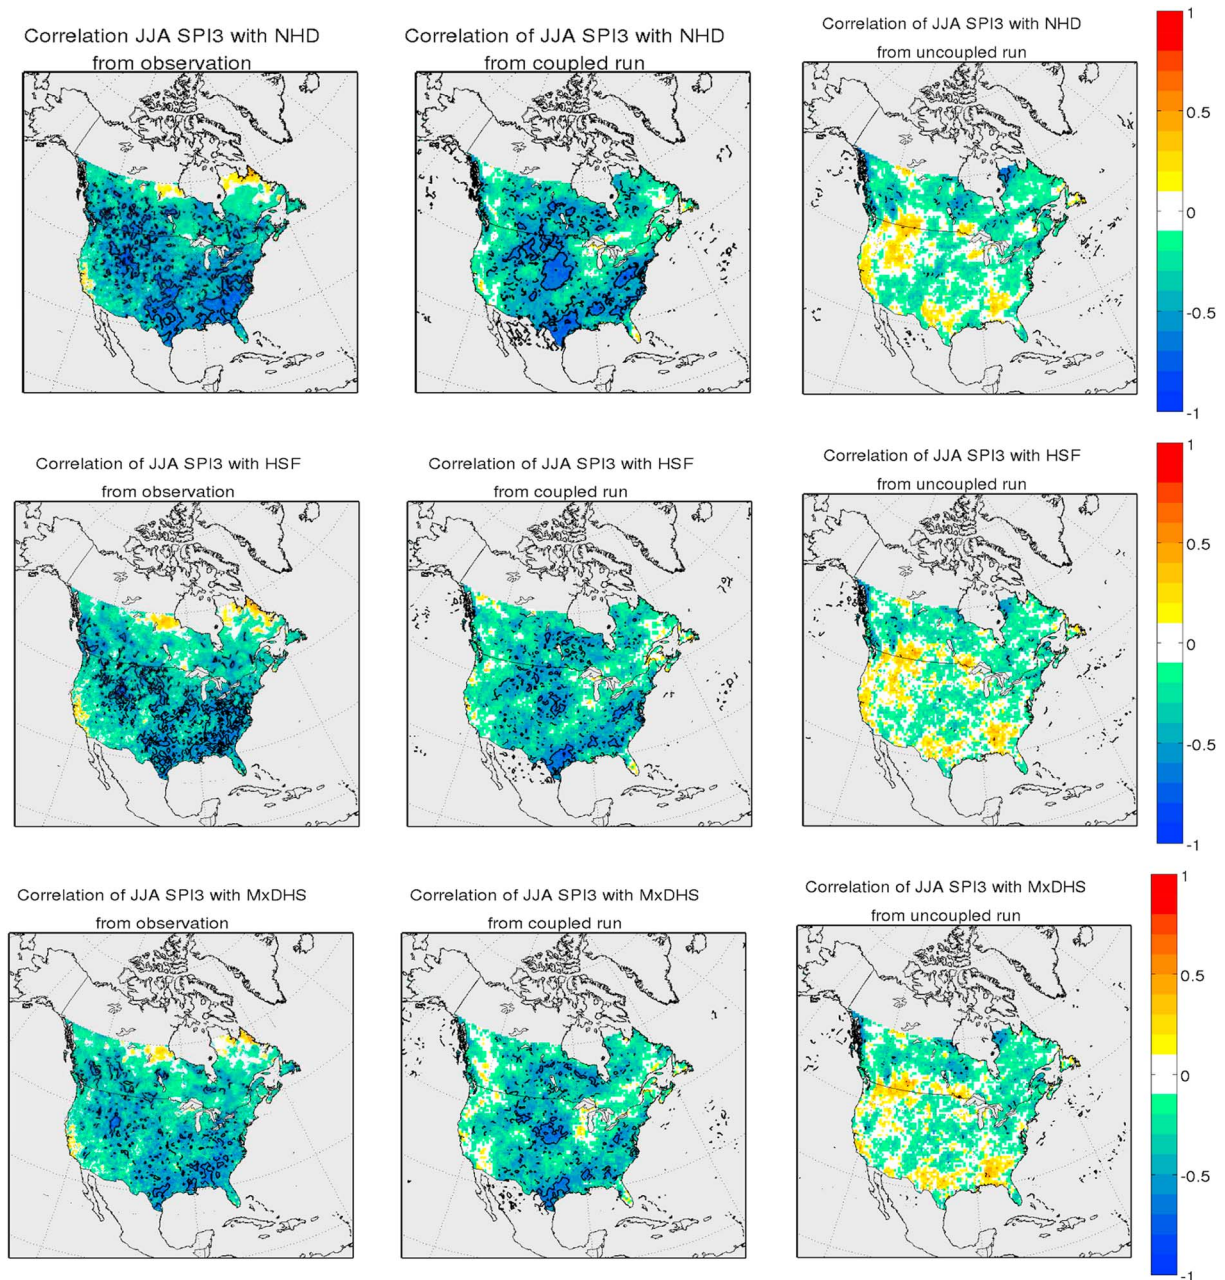 Correlation JJA SPI3 with NHD
from observation
Correlation of JJA SPI3 with NHD
from coupled run
Correlation of JJA SPI3 with NHD
from uncoupled run
1
0.5
0
-0.5
-1
Correlation of JJA SPI3 with HSF
from observation
Correlation of JJA SPI3 with HSF
from coupled run
Correlation of JJA SPI3 with HSF
from uncoupled run
1
0.5
0
-0.5
-1
Correlation of JJA SPI3 with MxDHS
from observation
Correlation of JJA SPI3 with MxDHS
from coupled run
Correlation of JJA SPI3 with MxDHS
from uncoupled run
1
0.5
0
-0.5
-1